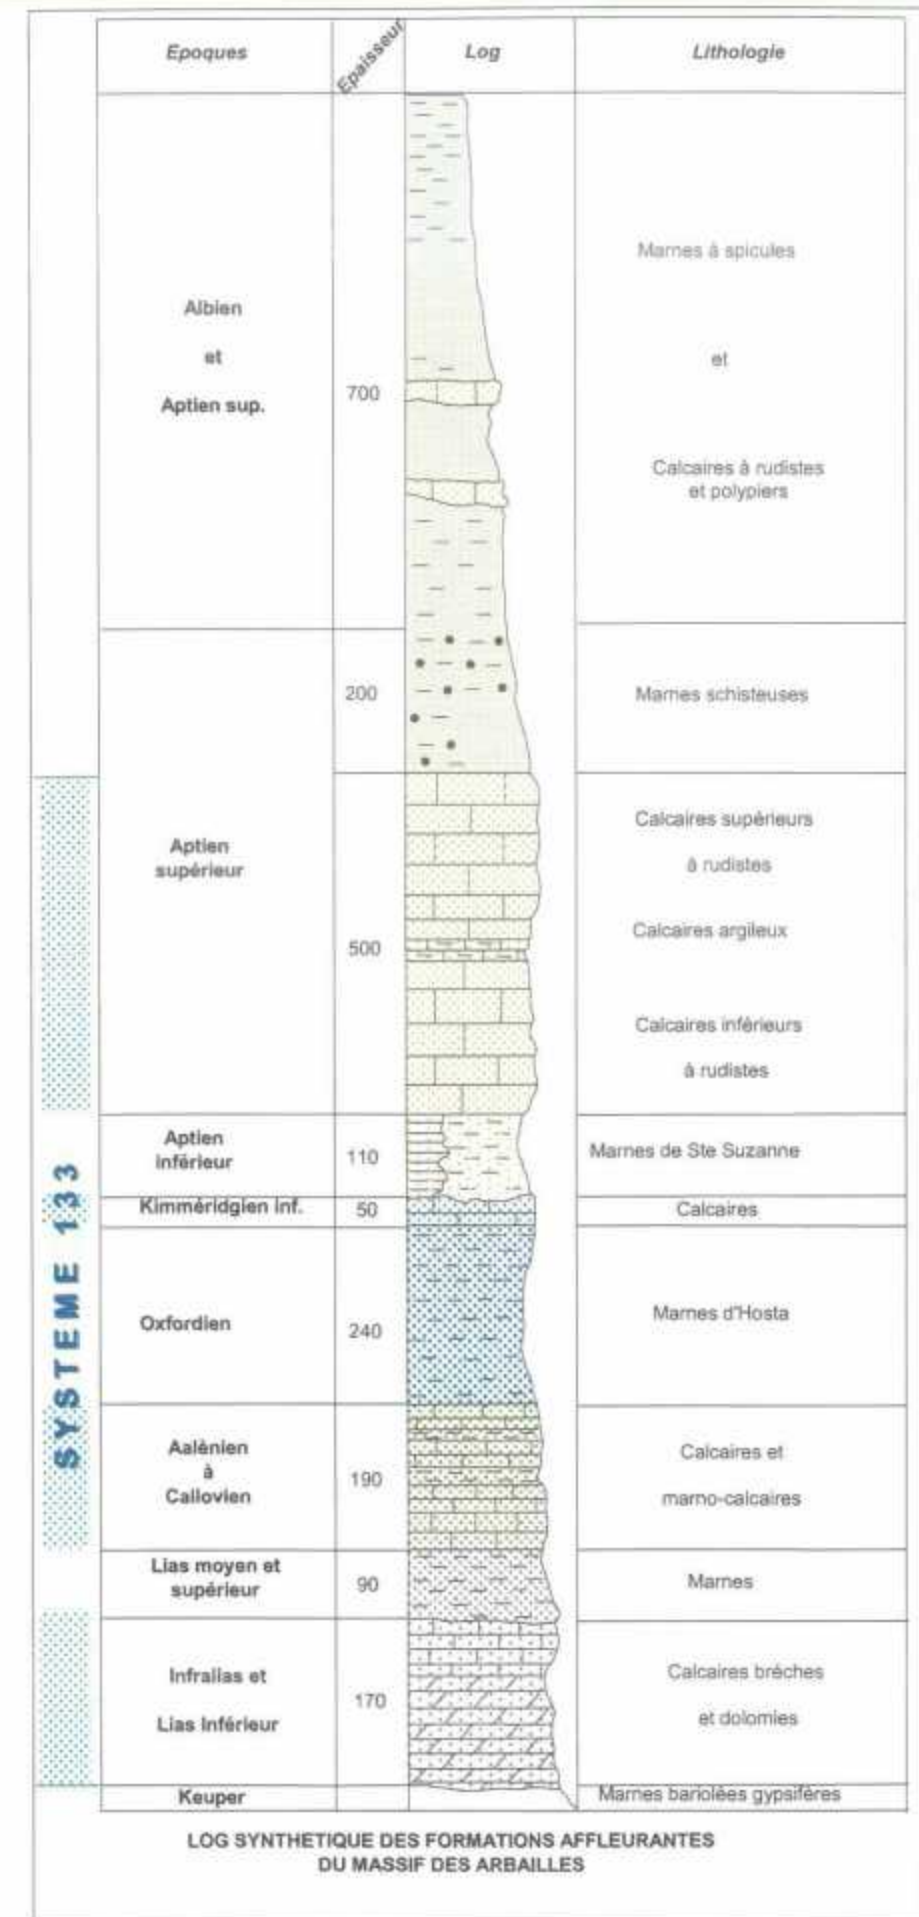 Epoques
Epaisseur
Log
Lithologie
Albien
et
Aptien sup.
700
Marnes à spicules
et
Calcaires à rudistes
et polypiers
200
Marnes schisteuses
Aptien
supérieur
500
Calcaires supérieurs
à rudistes
Calcaires argileux
Calcaires inférieurs
à rudistes
Aptien
inférieur
110
Marnes de Ste Suzanne
Kimméridgien inf.
50
Calcaires
Oxfordien
240
Marnes d'Hosta
Aalènien
à
Callovien
190
Calcaires et
marno-calcaires
Lias moyen et
supérieur
90
Marnes
Infralias et
Lias Inférieur
170
Calcaires brèches
et dolomies
Keuper
Marnes bariolées gypsifères
SYSTEME 133
LOG SYNTHETIQUE DES FORMATIONS AFFLEURANTES
DU MASSIF DES ARBAILLES